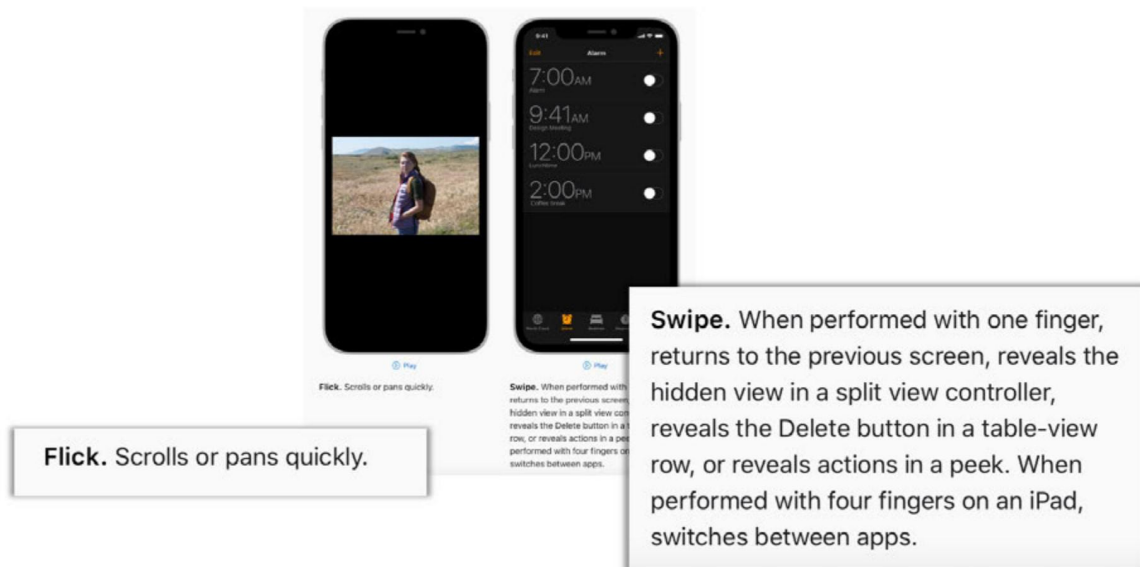 9:41
Edit
Alarm
+
7:00AM
Alarm
9:41AM
Design Meeting
12:00PM
Lunchtime
2:00PM
Coffee break
Alarm
Play
Play
Flick. Scrolls or pans quickly.
Swipe. When performed with
returns to the previous screen,
hidden view in a split view con
reveals the Delete button in a t
row, or reveals actions in a pee
performed with four fingers on
switches between apps.
Flick. Scrolls or pans quickly.
Swipe. When performed with one finger,
returns to the previous screen, reveals the
hidden view in a split view controller,
reveals the Delete button in a table-view
row, or reveals actions in a peek. When
performed with four fingers on an iPad,
switches between apps.